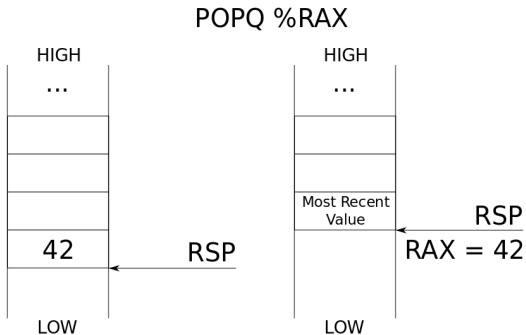 POPQ %RAX
HIGH
...
42
RSP
LOW
HIGH
...
Most Recent
Value
RSP
RAX = 42
LOW